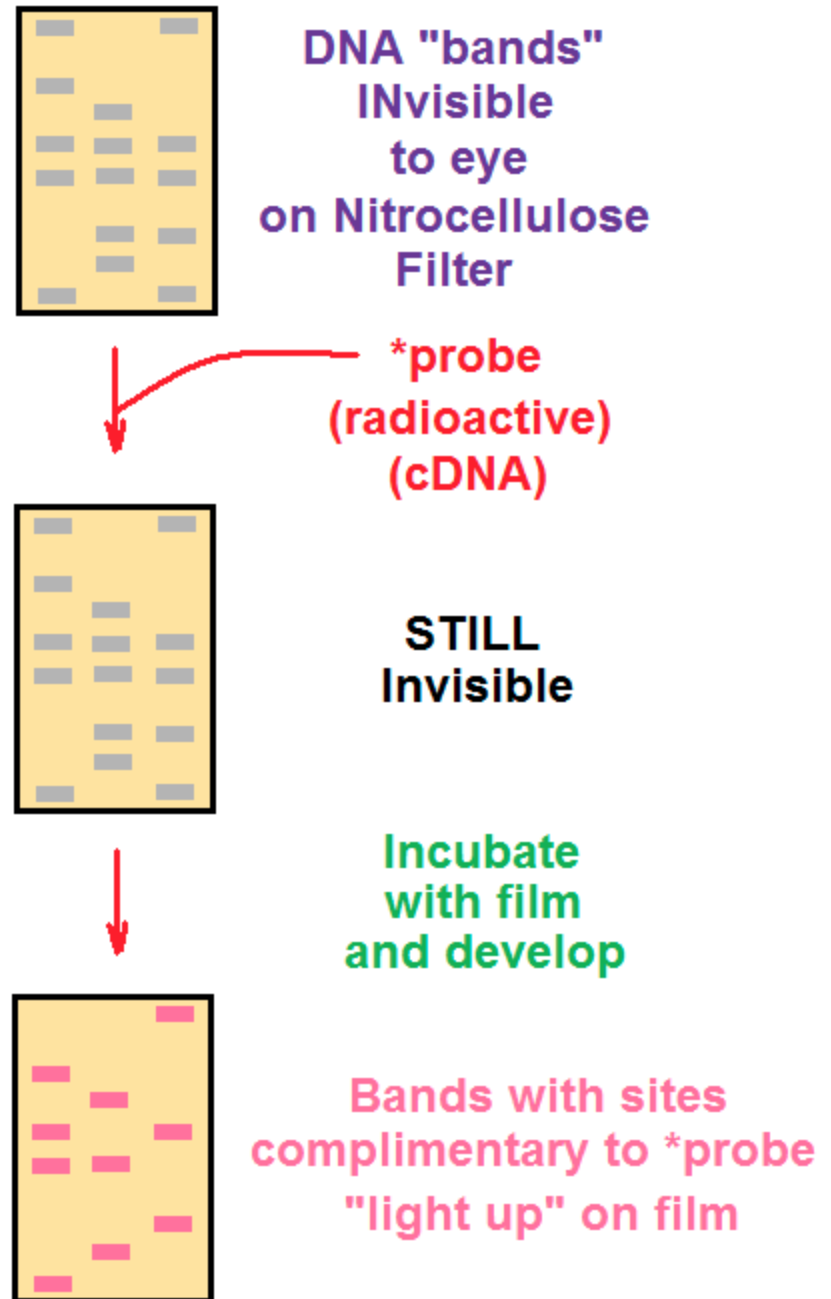 DNA "bands"
INvisible
to eye
on Nitrocellulose
Filter
*probe
(radioactive)
(cDNA)
STILL
Invisible
Incubate
with film
and develop
Bands with sites
complimentary to *probe
"light up" on film